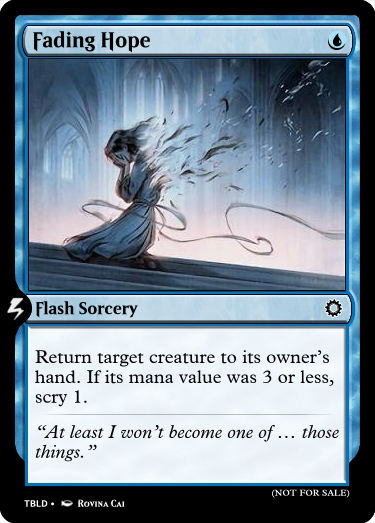 Fading Hope
Flash Sorcery
Return target creature to its owner's
hand. If its mana value was 3 or less,
scry 1.
“At least I won't become one of … those
things.”
(NOT FOR SALE)
TBLD • Rovina Cai